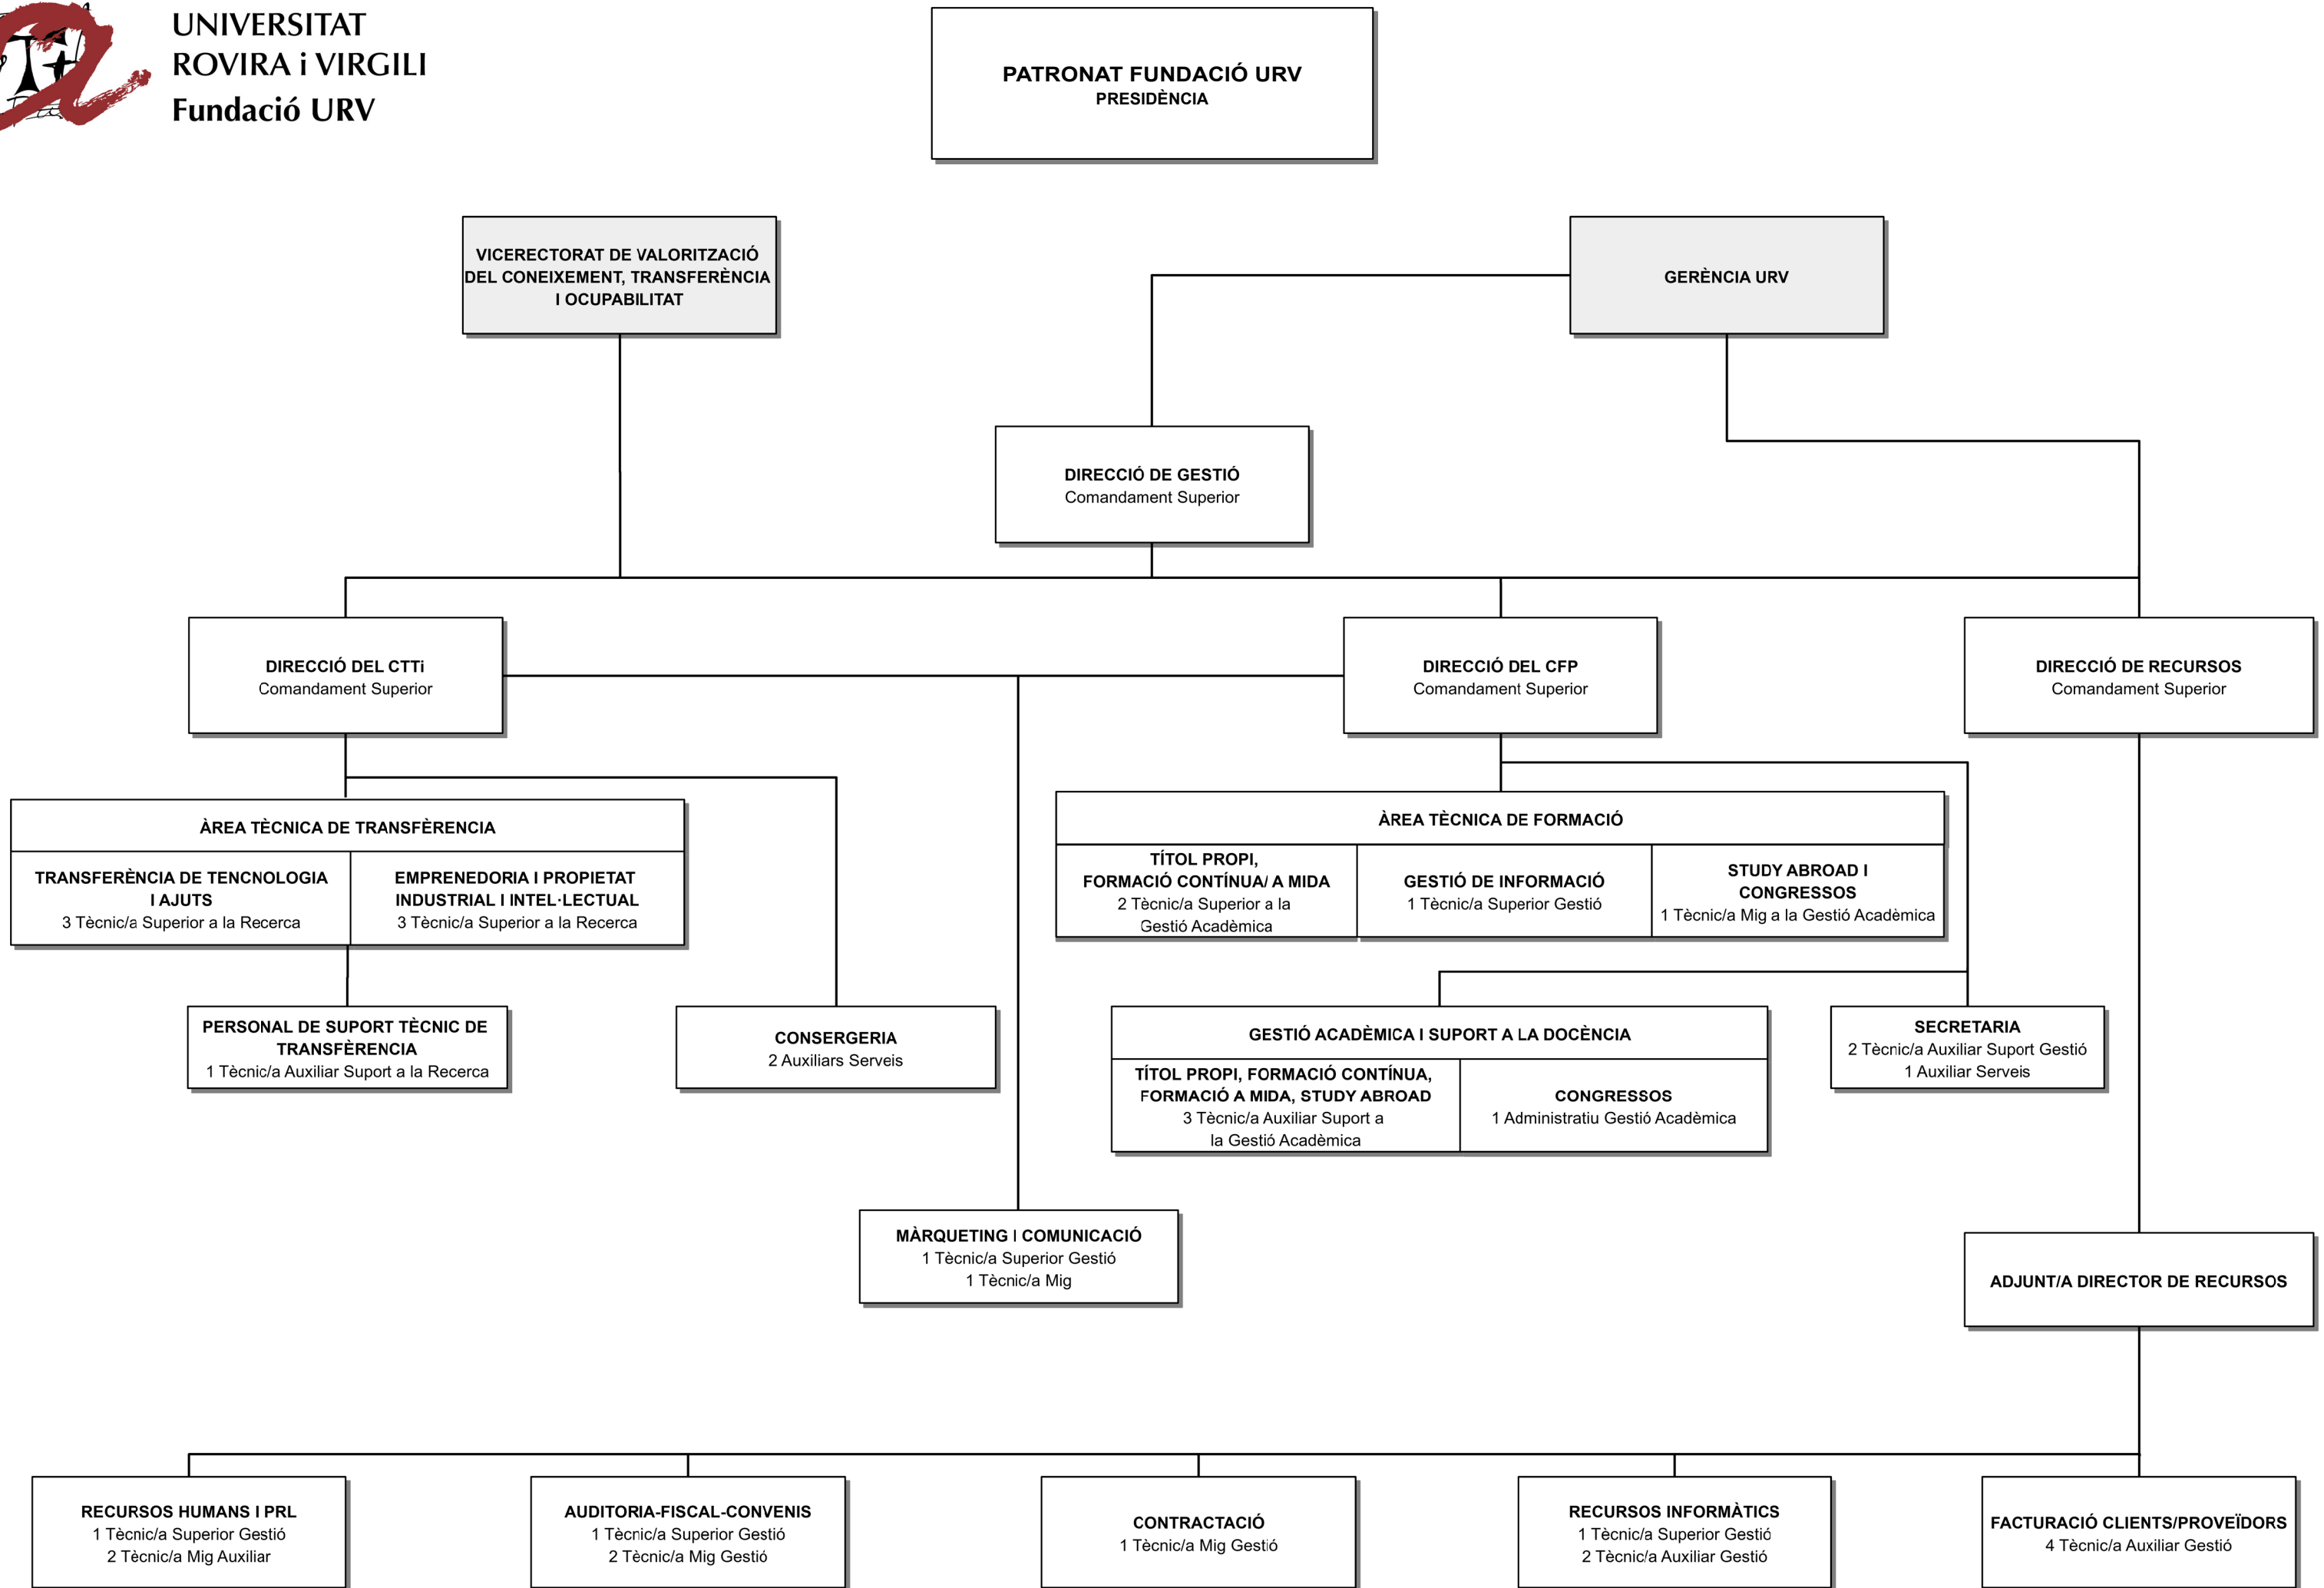 UNIVERSITAT
ROVIRA i VIRGILI
Fundació URV
PATRONAT FUNDACIÓ URV
PRESIDÈNCIA
VICERECTORAT DE VALORITZACIÓ
DEL CONEIXEMENT, TRANSFERÈNCIA
I OCUPABILITAT
GERÈNCIA URV
DIRECCIÓ DE GESTIÓ
Comandament Superior
DIRECCIÓ DEL CTTi
Comandament Superior
DIRECCIÓ DEL CFP
Comandament Superior
DIRECCIÓ DE RECURSOS
Comandament Superior
ÀREA TÈCNICA DE TRANSFÈRENCIA
TRANSFERÈNCIA DE TENCNOLOGIA
I AJUTS
3 Tècnic/a Superior a la Recerca
EMPRENEDORIA I PROPIETAT
INDUSTRIAL I INTEL·LECTUAL
3 Tècnic/a Superior a la Recerca
ÀREA TÈCNICA DE FORMACIÓ
TÍTOL PROPI,
FORMACIÓ CONTÍNUA/ A MIDA
2 Tècnic/a Superior a la
Gestió Acadèmica
GESTIÓ DE INFORMACIÓ
1 Tècnic/a Superior Gestió
STUDY ABROAD I
CONGRESSOS
1 Tècnic/a Mig a la Gestió Acadèmica
PERSONAL DE SUPORT TÈCNIC DE
TRANSFÈRENCIA
1 Tècnic/a Auxiliar Suport a la Recerca
CONSERGERIA
2 Auxiliars Serveis
GESTIÓ ACADÈMICA I SUPORT A LA DOCÈNCIA
TÍTOL PROPI, FORMACIÓ CONTÍNUA,
FORMACIÓ A MIDA, STUDY ABROAD
3 Tècnic/a Auxiliar Suport a
la Gestió Acadèmica
CONGRESSOS
1 Administratiu Gestió Acadèmica
SECRETARIA
2 Tècnic/a Auxiliar Suport Gestió
1 Auxiliar Serveis
MÀRQUETING I COMUNICACIÓ
1 Tècnic/a Superior Gestió
1 Tècnic/a Mig
ADJUNT/A DIRECTOR DE RECURSOS
RECURSOS HUMANS I PRL
1 Tècnic/a Superior Gestió
2 Tècnic/a Mig Auxiliar
AUDITORIA-FISCAL-CONVENIS
1 Tècnic/a Superior Gestió
2 Tècnic/a Mig Gestió
CONTRACTACIÓ
1 Tècnic/a Mig Gestió
RECURSOS INFORMÀTICS
1 Tècnic/a Superior Gestió
2 Tècnic/a Auxiliar Gestió
FACTURACIÓ CLIENTS/PROVEÏDORS
4 Tècnic/a Auxiliar Gestió